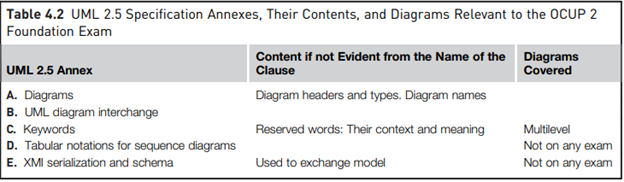 Table 4.2 UML 2.5 Specification Annexes, Their Contents, and Diagrams Relevant to the OCUP 2
Foundation Exam
UML 2.5 Annex Content if not Evident from the Name of the Clause Diagrams Covered
A. Diagrams Diagram headers and types. Diagram names
B. UML diagram interchange
C. Keywords Reserved words: Their context and meaning Multilevel
D. Tabular notations for sequence diagrams Not on any exam
E. XMI serialization and schema Used to exchange model Not on any exam